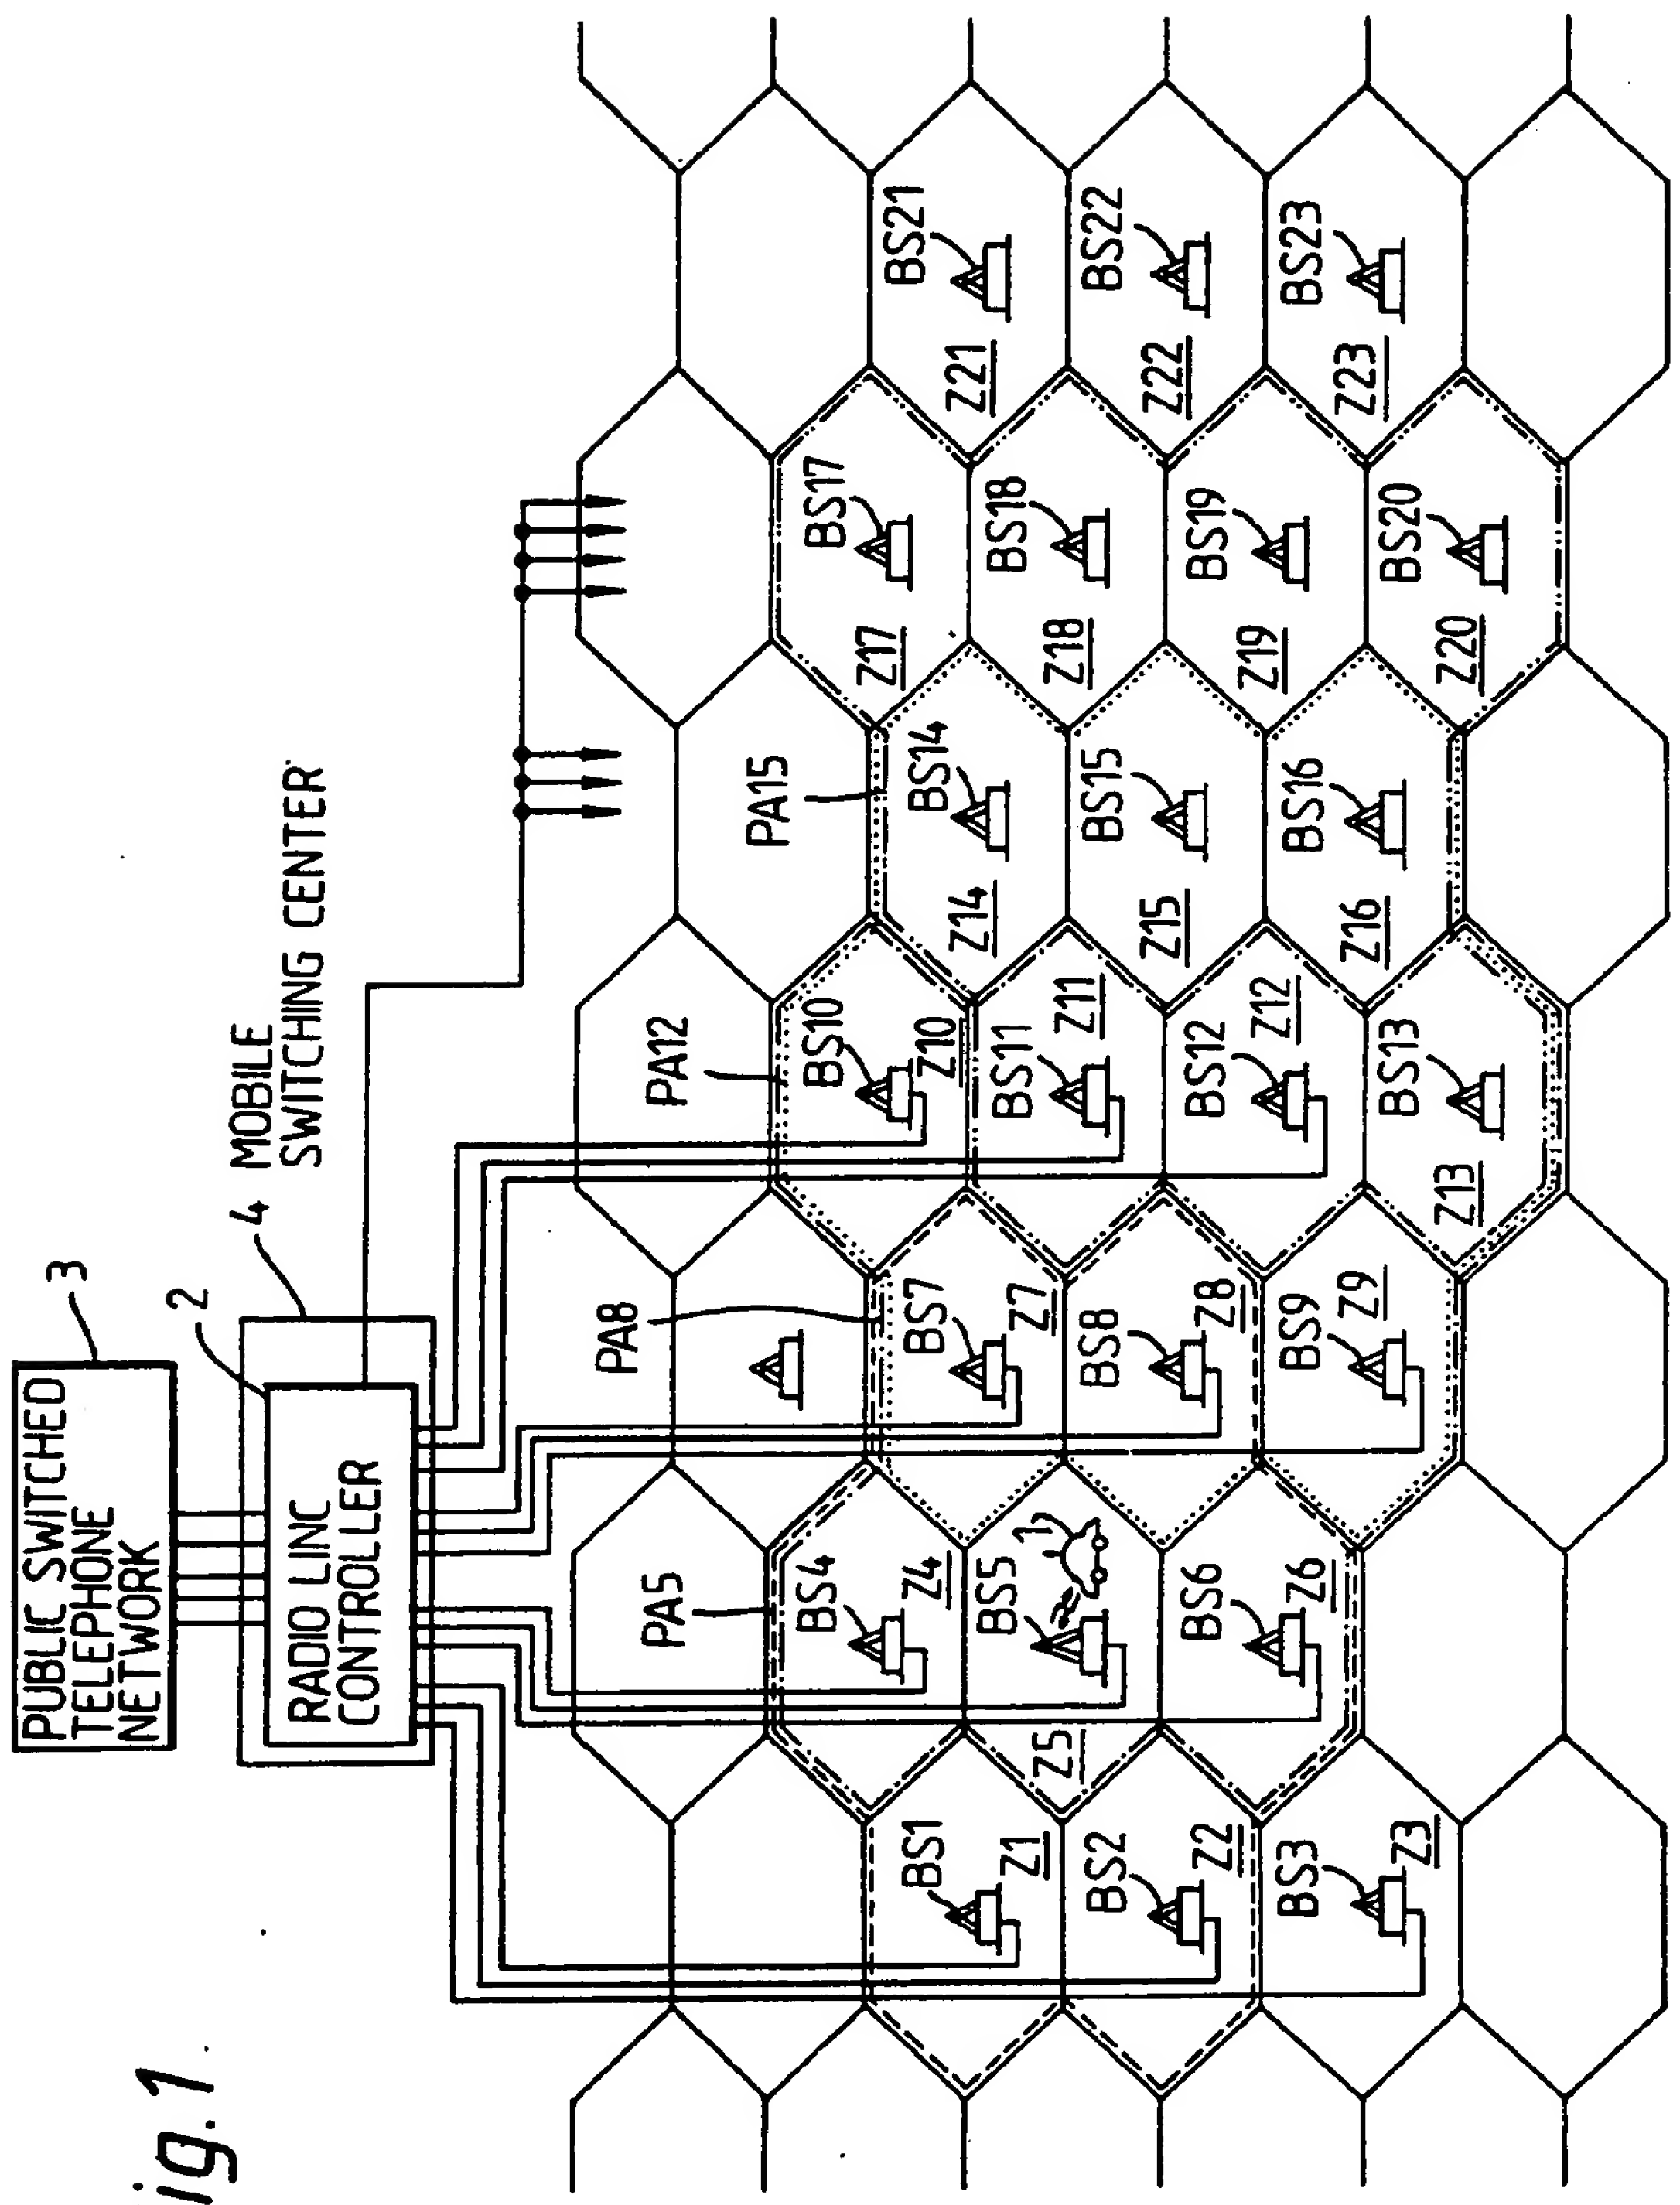 PUBLIC SWITCHED
TELEPHONE
NETWORK
3
RADIO LINC
CONTROLLER
2
4 MOBILE
SWITCHING CENTER
PA5
PA8
PA12
PA15
BS1
Z1
BS2
Z2
BS3
Z3
BS4
Z4
BS5
1
Z5
BS6
Z6
BS7
Z7
BS8
Z8
BS9
Z9
BS10
Z10
BS11
Z11
BS12
Z12
BS13
Z13
BS14
Z14
BS15
Z15
BS16
Z16
BS17
Z17
BS18
Z18
BS19
Z19
BS20
Z20
BS21
Z21
BS22
Z22
BS23
Z23
ig.1